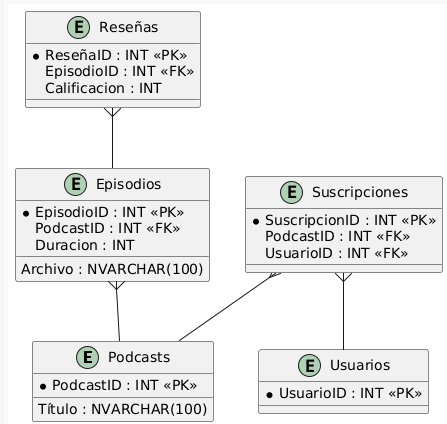 E Reseñas
ReseñaID : INT «PK»
EpisodioID : INT «FK»
Calificacion : INT
E Episodios
EpisodioID : INT «PK»
PodcastID : INT «FK»
Duracion : INT
Archivo : NVARCHAR(100)
E Suscripciones
SuscripcionID : INT «PK»
PodcastID : INT «FK»
UsuarioID : INT «FK»
E Podcasts
PodcastID : INT «PK»
Título : NVARCHAR(100)
E Usuarios
UsuarioID : INT «PK»